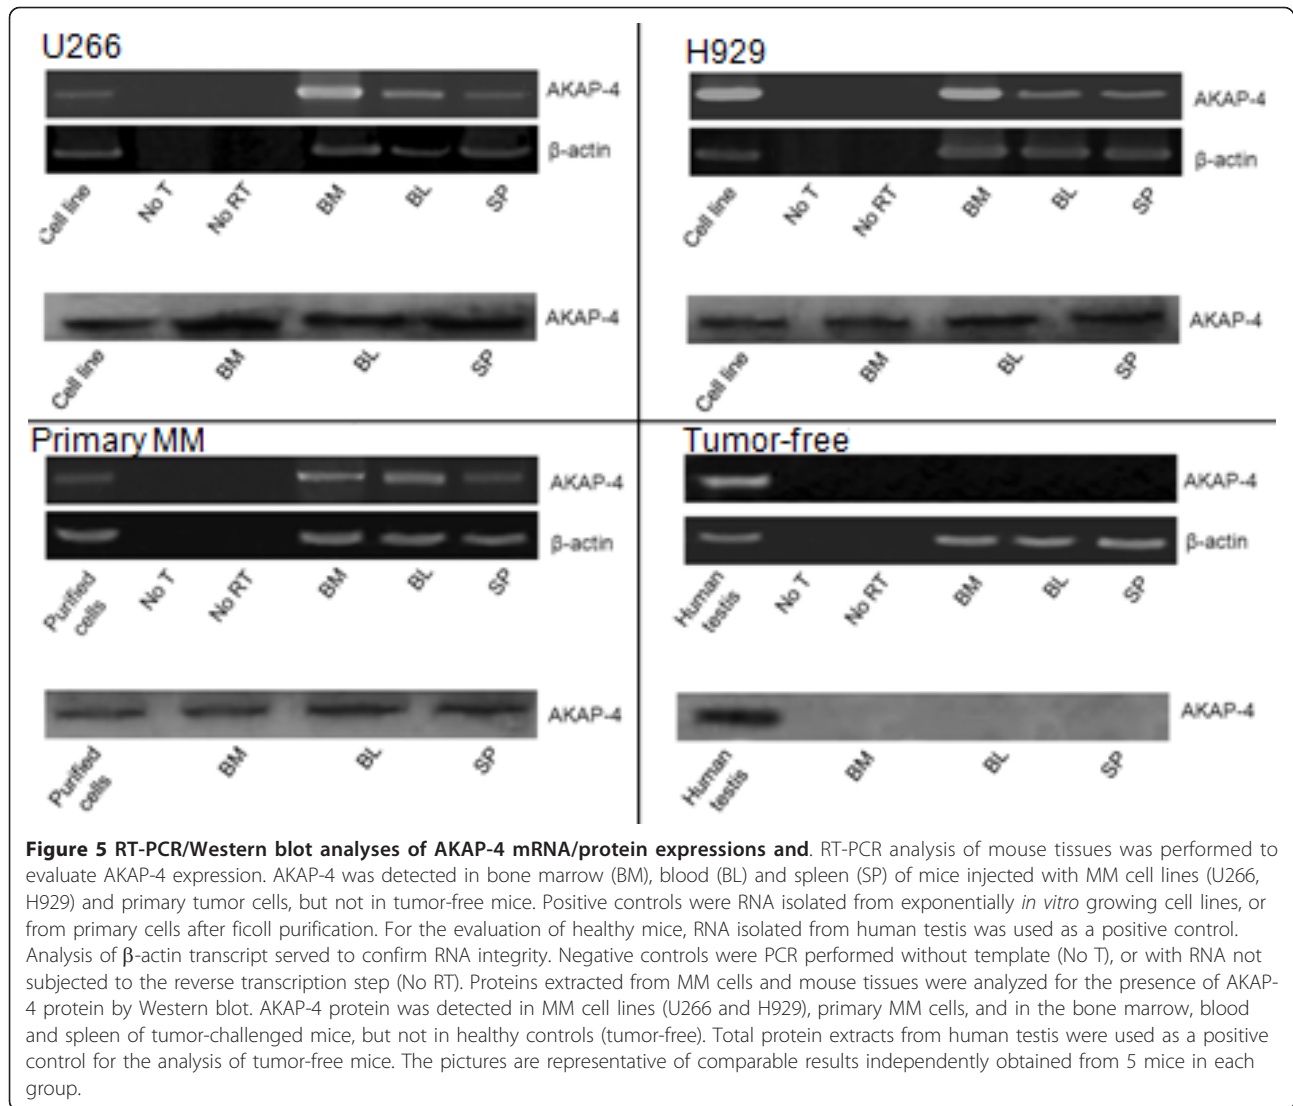 U266
AKAP-4
β-actin
Cell line No T No RT BM BL SP
AKAP-4
Cell line BM BL SP
H929
AKAP-4
β-actin
Cell line No T No RT BM BL SP
AKAP-4
Cell line BM BL SP
Primary MM
AKAP-4
β-actin
Purified cells No T No RT BM BL SP
AKAP-4
Purified cells BM BL SP
Tumor-free
AKAP-4
β-actin
Human testis No T No RT BM BL SP
AKAP-4
Human testis BM BL SP
Figure 5 RT-PCR/Western blot analyses of AKAP-4 mRNA/protein expressions and. RT-PCR analysis of mouse tissues was performed to
evaluate AKAP-4 expression. AKAP-4 was detected in bone marrow (BM), blood (BL) and spleen (SP) of mice injected with MM cell lines (U266,
H929) and primary tumor cells, but not in tumor-free mice. Positive controls were RNA isolated from exponentially in vitro growing cell lines, or
from primary cells after ficoll purification. For the evaluation of healthy mice, RNA isolated from human testis was used as a positive control.
Analysis of β-actin transcript served to confirm RNA integrity. Negative controls were PCR performed without template (No T), or with RNA not
subjected to the reverse transcription step (No RT). Proteins extracted from MM cells and mouse tissues were analyzed for the presence of AKAP-
4 protein by Western blot. AKAP-4 protein was detected in MM cell lines (U266 and H929), primary MM cells, and in the bone marrow, blood
and spleen of tumor-challenged mice, but not in healthy controls (tumor-free). Total protein extracts from human testis were used as a positive
control for the analysis of tumor-free mice. The pictures are representative of comparable results independently obtained from 5 mice in each
group.